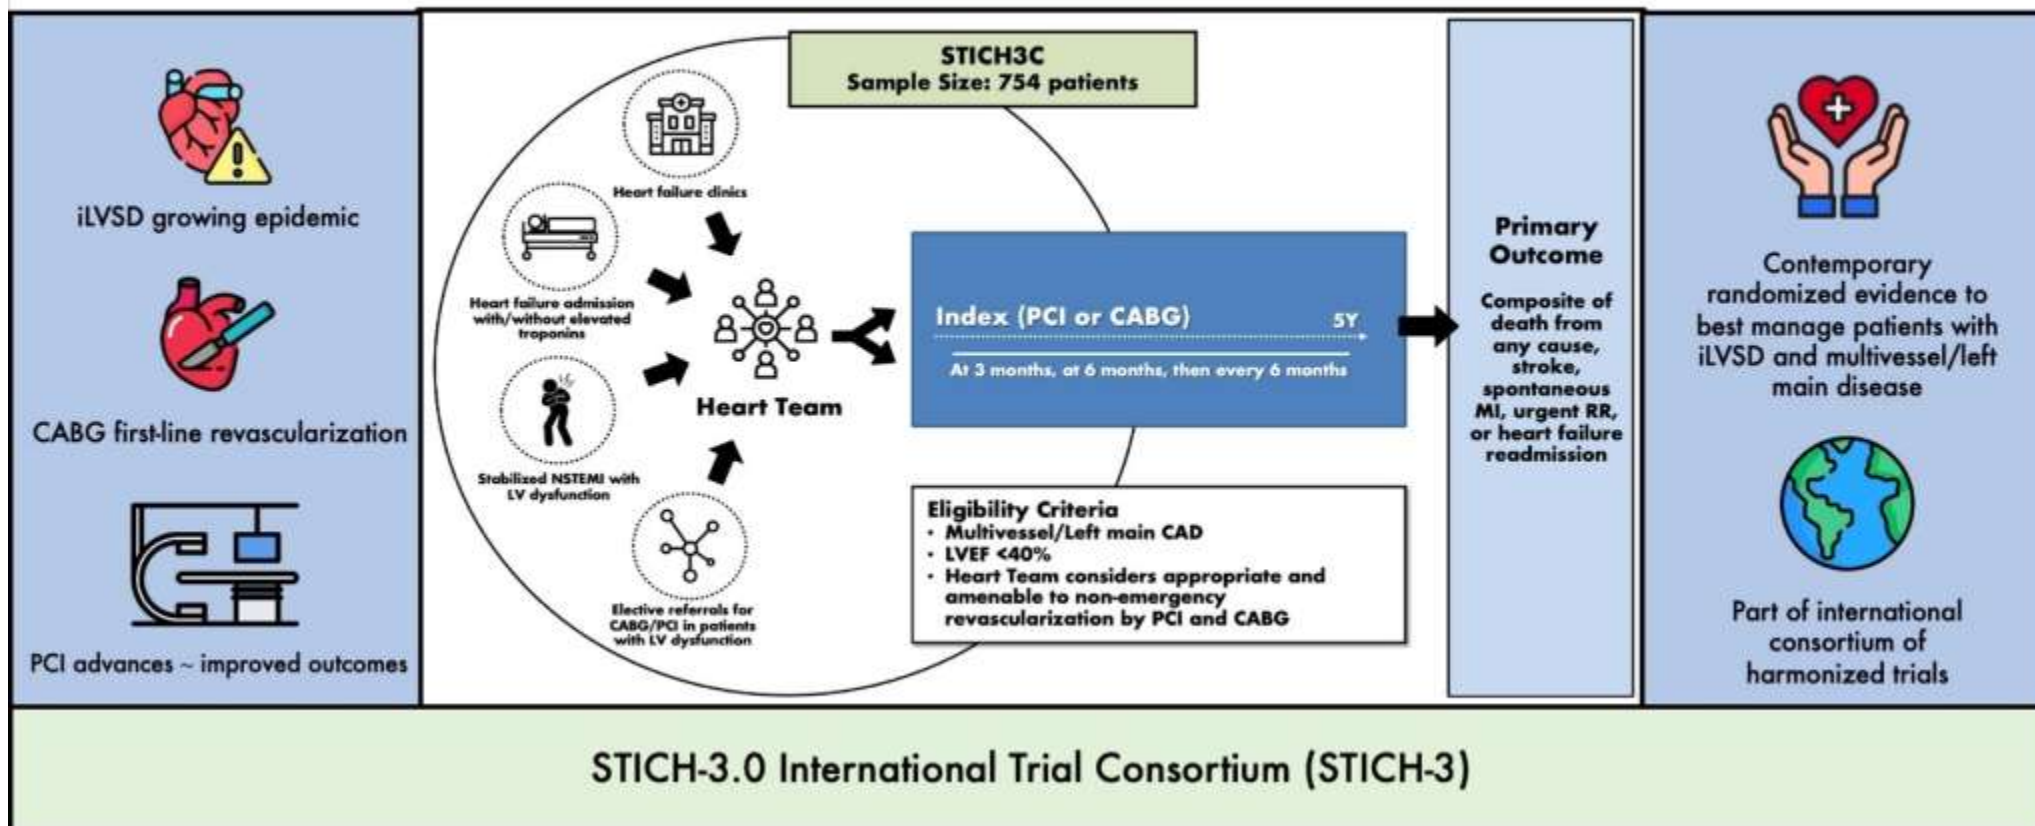 iLVSD growing epidemic
CABG first-line revascularization
PCI advances ~ improved outcomes
STICH3C
Sample Size: 754 patients
Heart failure clinics
Heart failure admission
with/without elevated
troponins
Stabilized NSTEMI with
LV dysfunction
Elective referrals for
CABG/PCI in patients
with LV dysfunction
Heart Team
Index (PCI or CABG)
5Y
At 3 months, at 6 months, then every 6 months
Eligibility Criteria
• Multivessel/Left main CAD
• LVEF <40%
• Heart Team considers appropriate and
amenable to non-emergency
revascularization by PCI and CABG
Primary
Outcome
Composite of
death from
any cause,
stroke,
spontaneous
MI, urgent RR,
or heart failure
readmission
Contemporary
randomized evidence to
best manage patients with
iLVSD and multivessel/left
main disease
Part of international
consortium of
harmonized trials
STICH-3.0 International Trial Consortium (STICH-3)